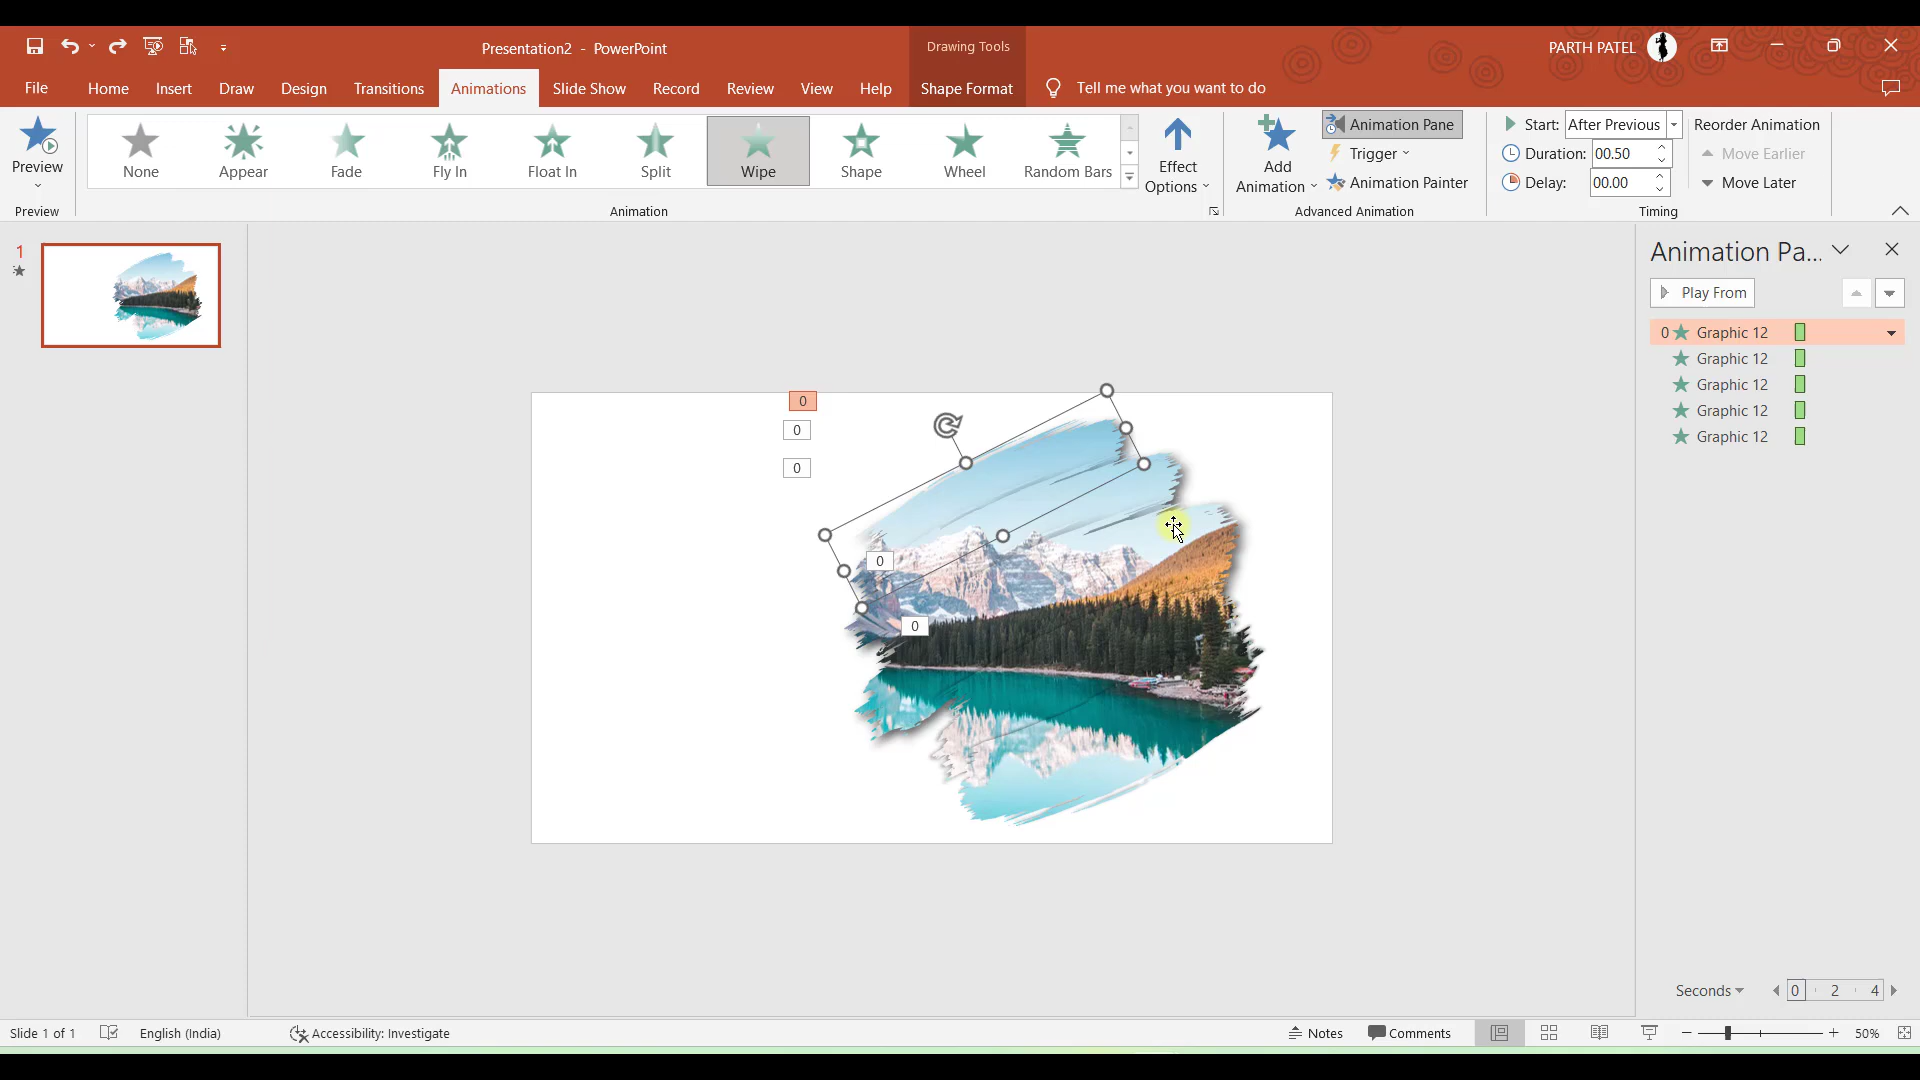 Presentation2 - PowerPoint
Drawing Tools
PARTH PATEL
File Home Insert Draw Design Transitions Animations Slide Show Record Review View Help Shape Format Tell me what you want to do
Preview
None Appear Fade Fly In Float In Split Wipe Shape Wheel Random Bars
Effect Options
Add Animation
Animation Pane
Trigger
Animation Painter
Start: After Previous
Duration: 00.50
Delay: 00.00
Reorder Animation
Move Earlier
Move Later
Preview Animation Advanced Animation Timing
1
Animation Pa...
Play From
0 Graphic 12
Graphic 12
Graphic 12
Graphic 12
Graphic 12
0
0
0
0
0
Seconds 0 2 4
Slide 1 of 1 English (India) Accessibility: Investigate Notes Comments 50%